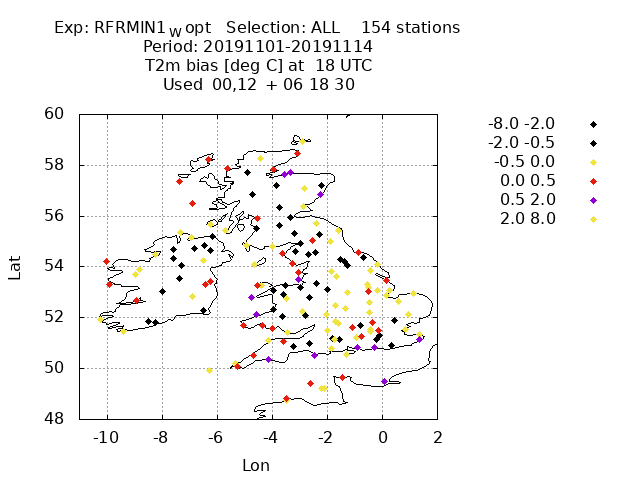 Exp: RFRMIN1 W opt   Selection: ALL    154 stations
Period: 20191101-20191114
T2m bias [deg C] at  18 UTC
Used  00,12  + 06 18 30
60
58
56
54
52
50
48
-10 -8 -6 -4 -2 0 2
Lat
Lon
-8.0 -2.0
-2.0 -0.5
-0.5 0.0
0.0 0.5
0.5 2.0
2.0 8.0